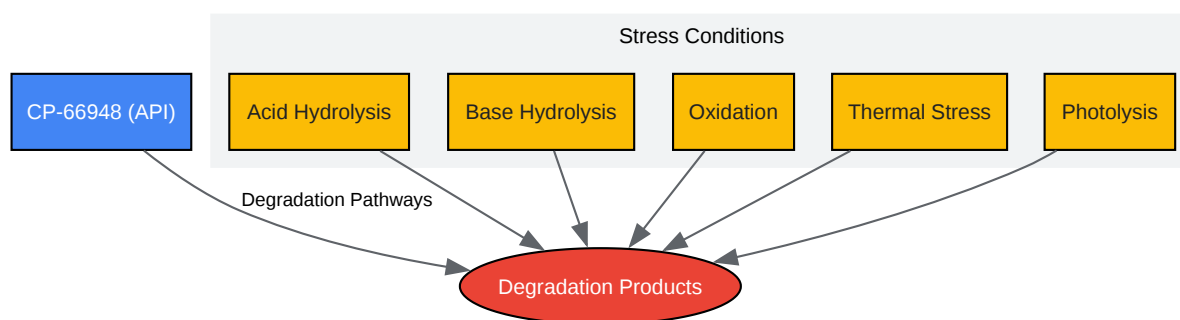 Stress Conditions
CP-66948 (API)
Acid Hydrolysis
Base Hydrolysis
Oxidation
Thermal Stress
Photolysis
Degradation Pathways
Degradation Products